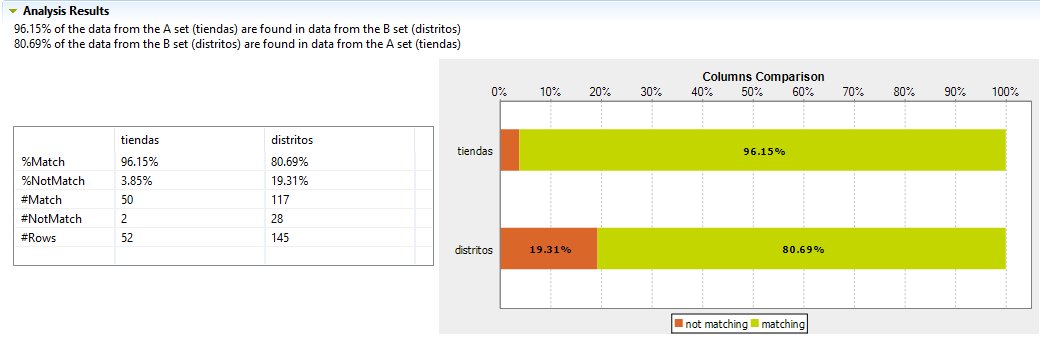 Analysis Results
96.15% of the data from the A set (tiendas) are found in data from the B set (distritos)
80.69% of the data from the B set (distritos) are found in data from the A set (tiendas)
tiendas distritos
%Match 96.15% 80.69%
%NotMatch 3.85% 19.31%
#Match 50 117
#NotMatch 2 28
#Rows 52 145
Columns Comparison
0% 10% 20% 30% 40% 50% 60% 70% 80% 90% 100%
tiendas 96.15%
distritos 19.31% 80.69%
not matching matching